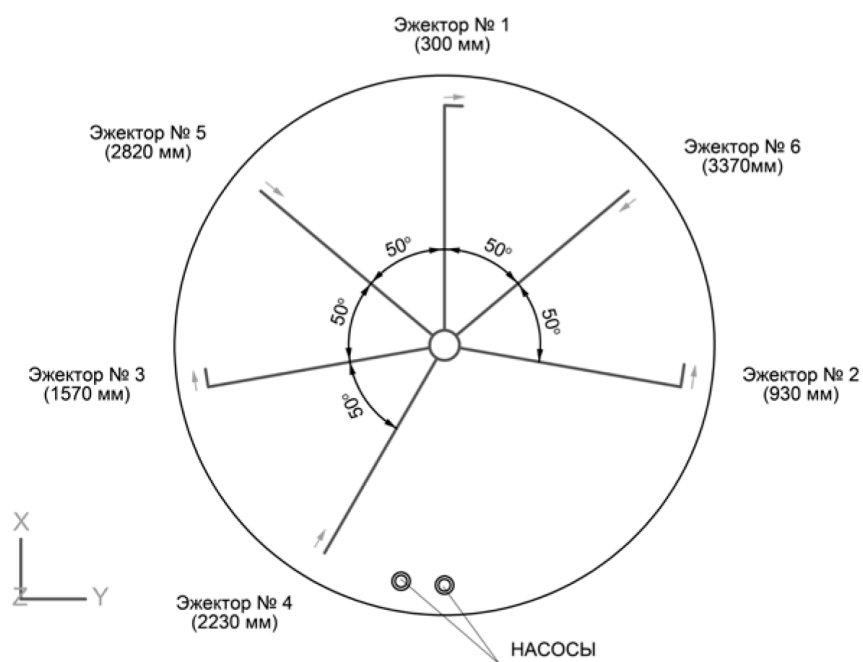 Эжектор № 1
(300 мм)
Эжектор № 5
(2820 мм)
Эжектор № 6
(3370мм)
50°
50°
50°
50°
Эжектор № 3
(1570 мм)
Эжектор № 2
(930 мм)
50°
X
Z
Y
Эжектор № 4
(2230 мм)
НАСОСЫ